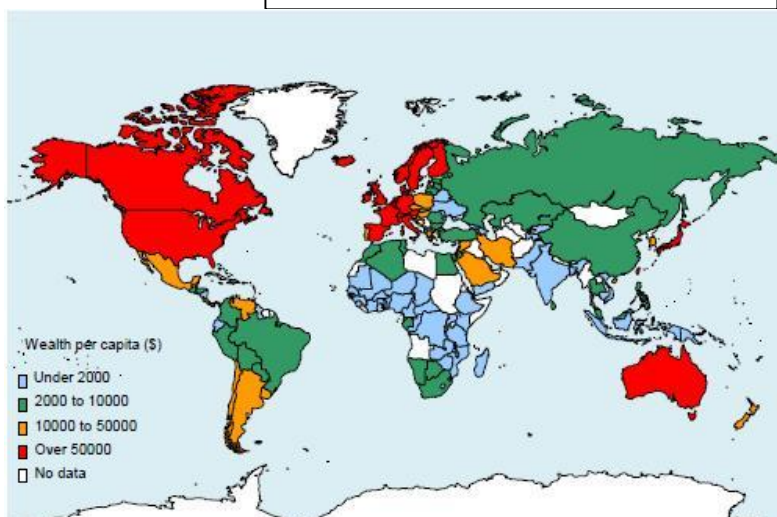 Wealth per capita ($)
Under 2000
2000 to 10000
10000 to 50000
Over 50000
No data